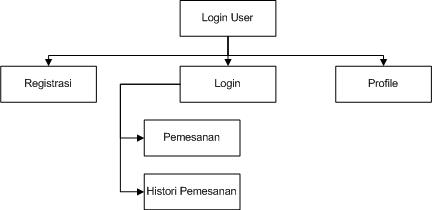 Login User
Registrasi
Login
Profile
Pemesanan
Histori Pemesanan